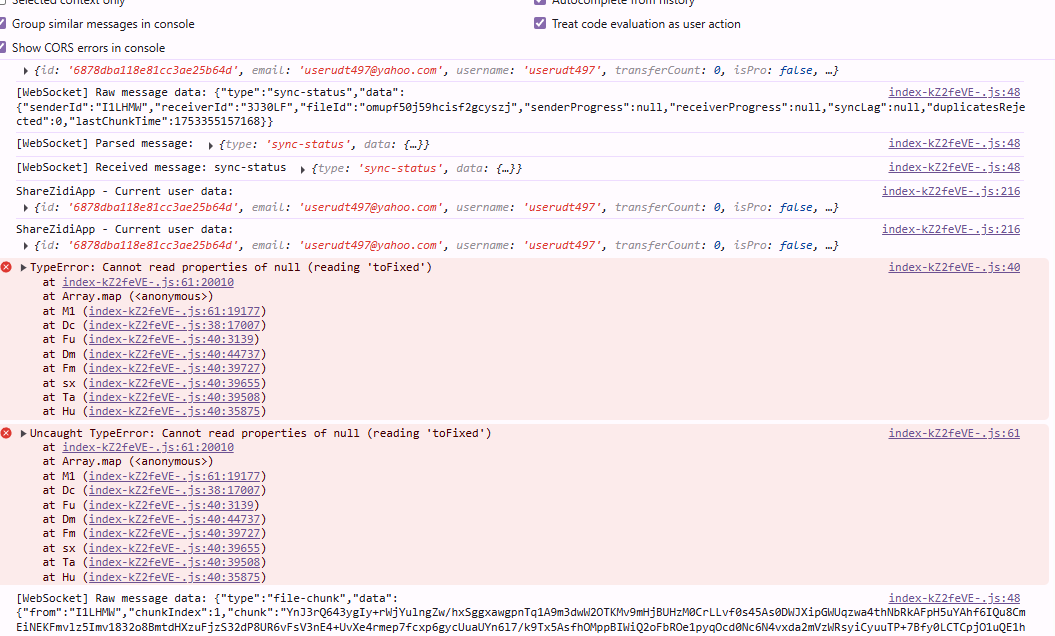 Selected context only
Autocomplete from history
Group similar messages in console
Treat code evaluation as user action
Show CORS errors in console
{id: '6878dba118e81cc3ae25b64d', email: 'userudt497@yahoo.com', username: 'userudt497', transferCount: 0, isPro: false, …}
[WebSocket] Raw message data: {"type":"sync-status","data": index-kZ2feVE-.js:48
{"senderId":"I1LHMW","receiverId":"3J30LF","fileId":"omupf50j59hcisf2gcyszj","senderProgress":null,"receiverProgress":null,"syncLag":null,"duplicatesReje
cted":0,"lastChunkTime":1753355157168}}
[WebSocket] Parsed message: {type: 'sync-status', data: {…}} index-kZ2feVE-.js:48
[WebSocket] Received message: sync-status {type: 'sync-status', data: {…}} index-kZ2feVE-.js:48
ShareZidiApp - Current user data: index-kZ2feVE-.js:216
{id: '6878dba118e81cc3ae25b64d', email: 'userudt497@yahoo.com', username: 'userudt497', transferCount: 0, isPro: false, …}
ShareZidiApp - Current user data: index-kZ2feVE-.js:216
{id: '6878dba118e81cc3ae25b64d', email: 'userudt497@yahoo.com', username: 'userudt497', transferCount: 0, isPro: false, …}
TypeError: Cannot read properties of null (reading 'toFixed') index-kZ2feVE-.js:40
at index-kZ2feVE-.js:61:20010
at Array.map (<anonymous>)
at M1 (index-kZ2feVE-.js:61:19177)
at Dc (index-kZ2feVE-.js:38:17007)
at Fu (index-kZ2feVE-.js:40:3139)
at Dm (index-kZ2feVE-.js:40:44737)
at Fm (index-kZ2feVE-.js:40:39727)
at sx (index-kZ2feVE-.js:40:39655)
at Ta (index-kZ2feVE-.js:40:39508)
at Hu (index-kZ2feVE-.js:40:35875)
Uncaught TypeError: Cannot read properties of null (reading 'toFixed') index-kZ2feVE-.js:61
at index-kZ2feVE-.js:61:20010
at Array.map (<anonymous>)
at M1 (index-kZ2feVE-.js:61:19177)
at Dc (index-kZ2feVE-.js:38:17007)
at Fu (index-kZ2feVE-.js:40:3139)
at Dm (index-kZ2feVE-.js:40:44737)
at Fm (index-kZ2feVE-.js:40:39727)
at sx (index-kZ2feVE-.js:40:39655)
at Ta (index-kZ2feVE-.js:40:39508)
at Hu (index-kZ2feVE-.js:40:35875)
[WebSocket] Raw message data: {"type":"file-chunk","data": index-kZ2feVE-.js:48
{"from":"I1LHMW","chunkIndex":1,"chunk":"YnJ3rQ643ygIy+rWjYulngZw/hxSggxawgpnTq1A9m3dwW2OTKMv9mHjBUHzM0CrLLvf0s45As0DWJXipGWUqzwa4thNbRkAFpH5uYAhf6IQu8Cm
EiNEKFmvlz5Imv1832o8BmtdHXzuFjzS32dP8UR6vFsV3nE4+UvXe4rmep7fcxp6gycUuaUYn6l7/k9Tx5AsfhOMppBIWiQ2oFbROe1pyqOcd0Nc6N4vxda2mVzWRsyiCyuuTP+7Bfy0LCTCpjO1uQE1h